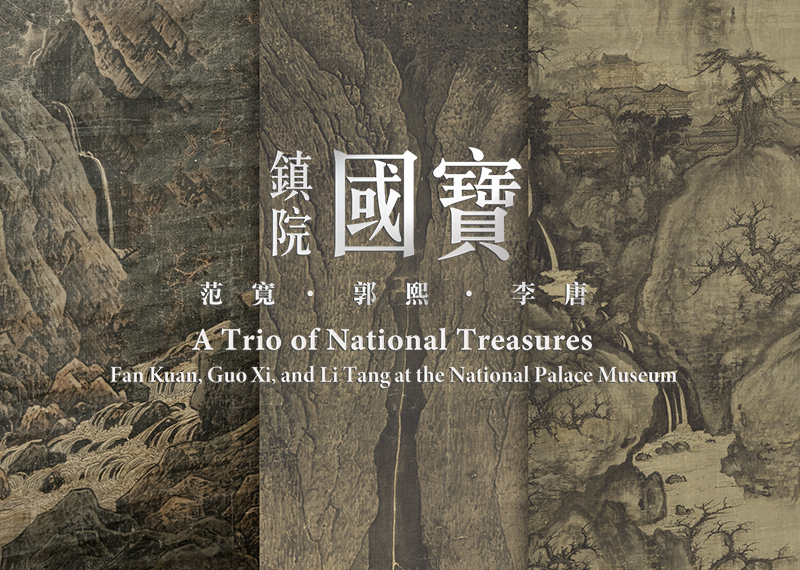 鎮院國寶
范寬・郭熙・李唐
A Trio of National Treasures
Fan Kuan, Guo Xi, and Li Tang at the National Palace Museum